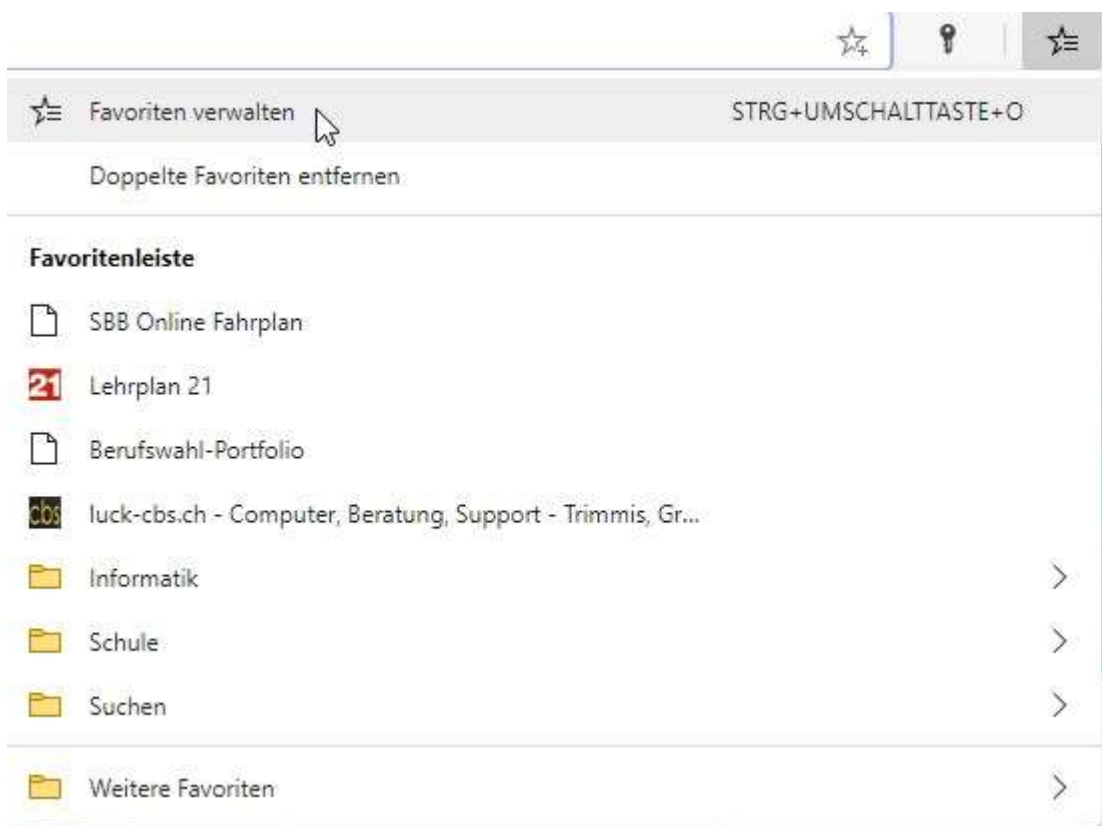 Favoriten verwalten STRG+UMSCHALTTASTE+O
Doppelte Favoriten entfernen
Favoritenleiste
SBB Online Fahrplan
21 Lehrplan 21
Berufswahl-Portfolio
cbs luck-cbs.ch - Computer, Beratung, Support - Trimmis, Gr...
Informatik
Schule
Suchen
Weitere Favoriten